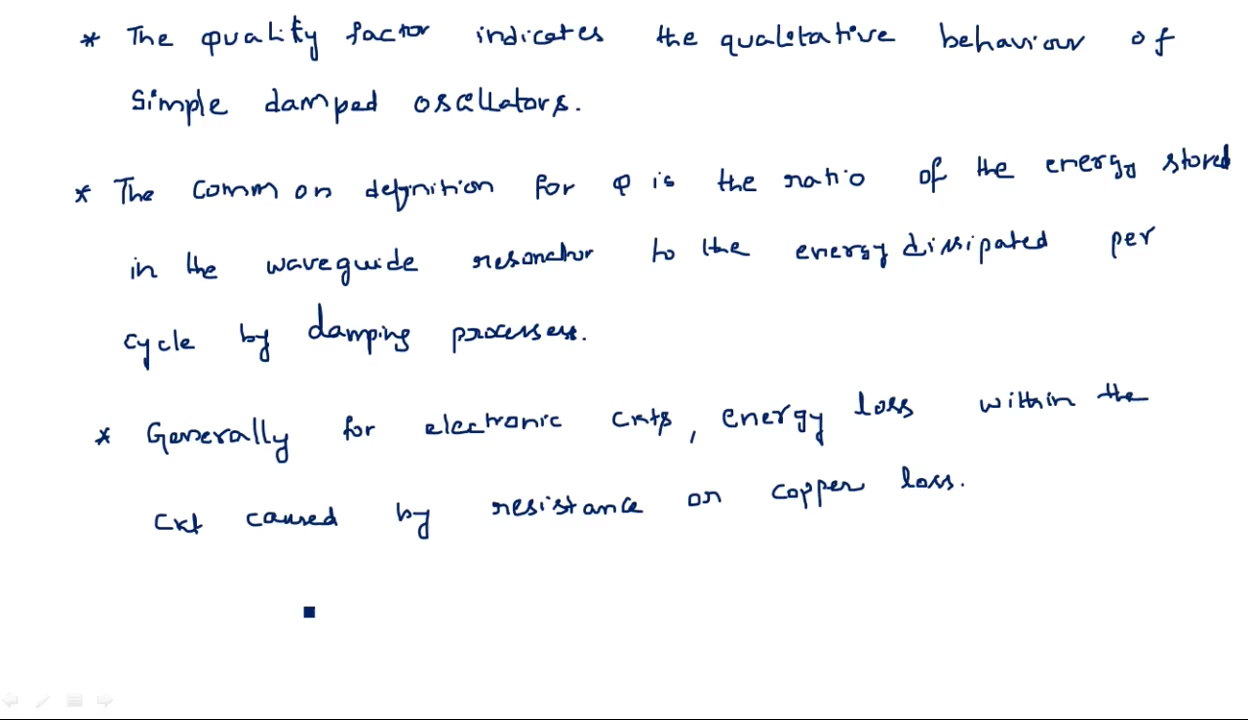 * The quality factor indicates the qualitative behaviour of
Simple damped oscillators.
* The Common definition for Q is the ratio of the energy stored
in the waveguide resonator to the energy dissipated per
cycle by damping processes.
* Generally for electronic ckts, energy loss within the
ckt caused by resistance or copper loss.